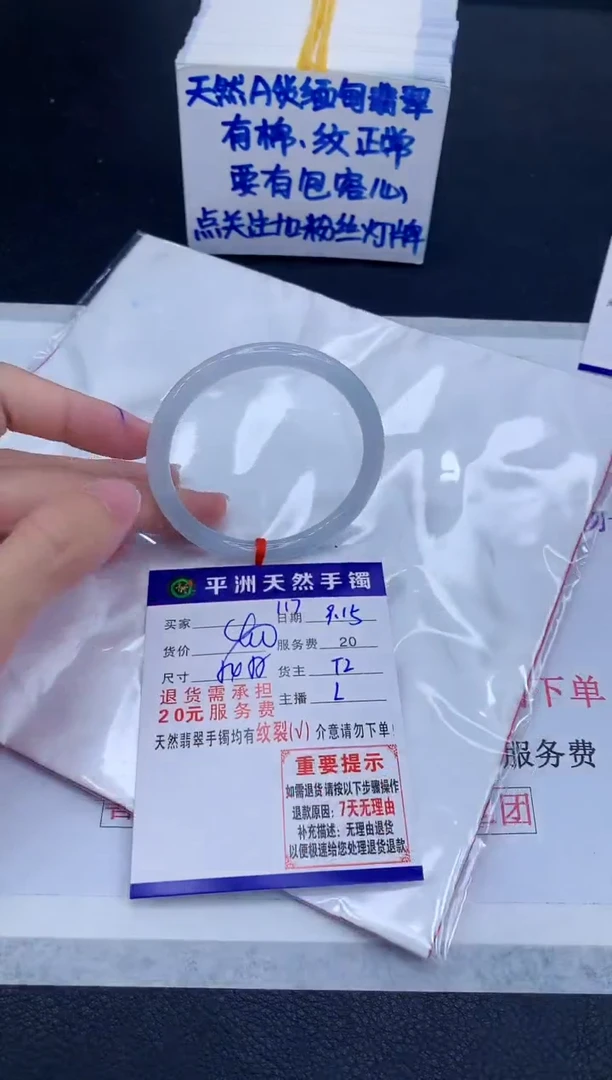 天然A货缅甸翡翠
有棉、纹正常
要有包容心
点关注加粉丝灯牌
平洲天然手镯
买家 117 日期 9.15
货价 服务费 20
尺寸 货主 T2
退货需承担 主播 L
20元服务费
天然翡翠手镯均有纹裂(√)介意请勿下单!
重要提示
如需退货请按以下步骤操作
退款原因:7天无理由
补充描述:无理由退货
以便极速给您处理退货退款
下单
服务费
团